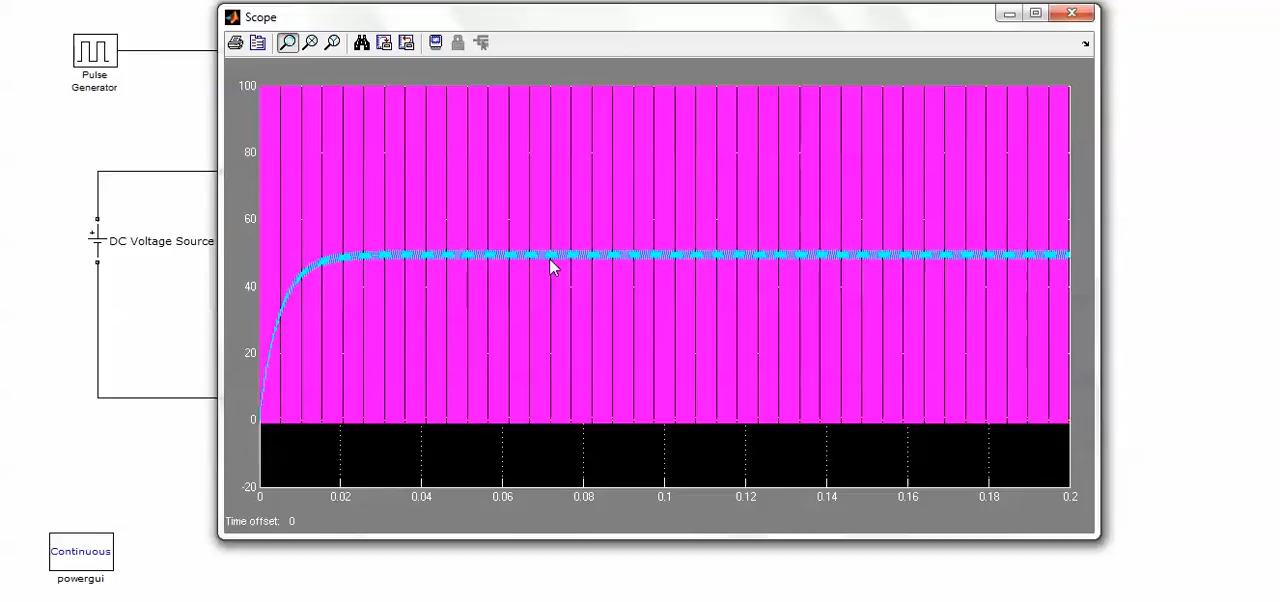 Scope
Pulse
Generator
DC Voltage Source
+
Continuous
powergui
100
80
60
40
20
0
-20
0 0.02 0.04 0.06 0.08 0.1 0.12 0.14 0.16 0.18 0.2
Time offset: 0